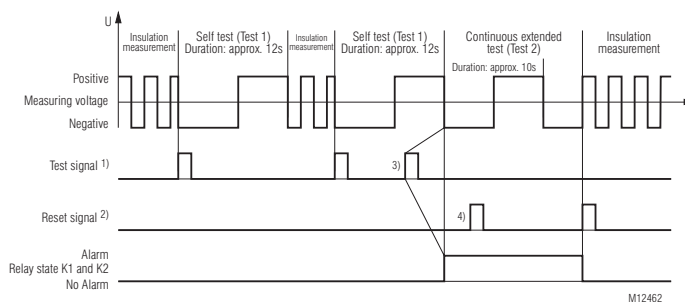 U
Insulation
measurement
Self test (Test 1)
Duration: approx. 12s
Insulation
measurement
Self test (Test 1)
Duration: approx. 12s
Continuous extended
test (Test 2)
Duration: approx. 10s
Insulation
measurement
Positive
Measuring voltage
Negative
Test signal 1)
3)
Reset signal 2)
4)
Alarm
Relay state K1 and K2
No Alarm
M12462